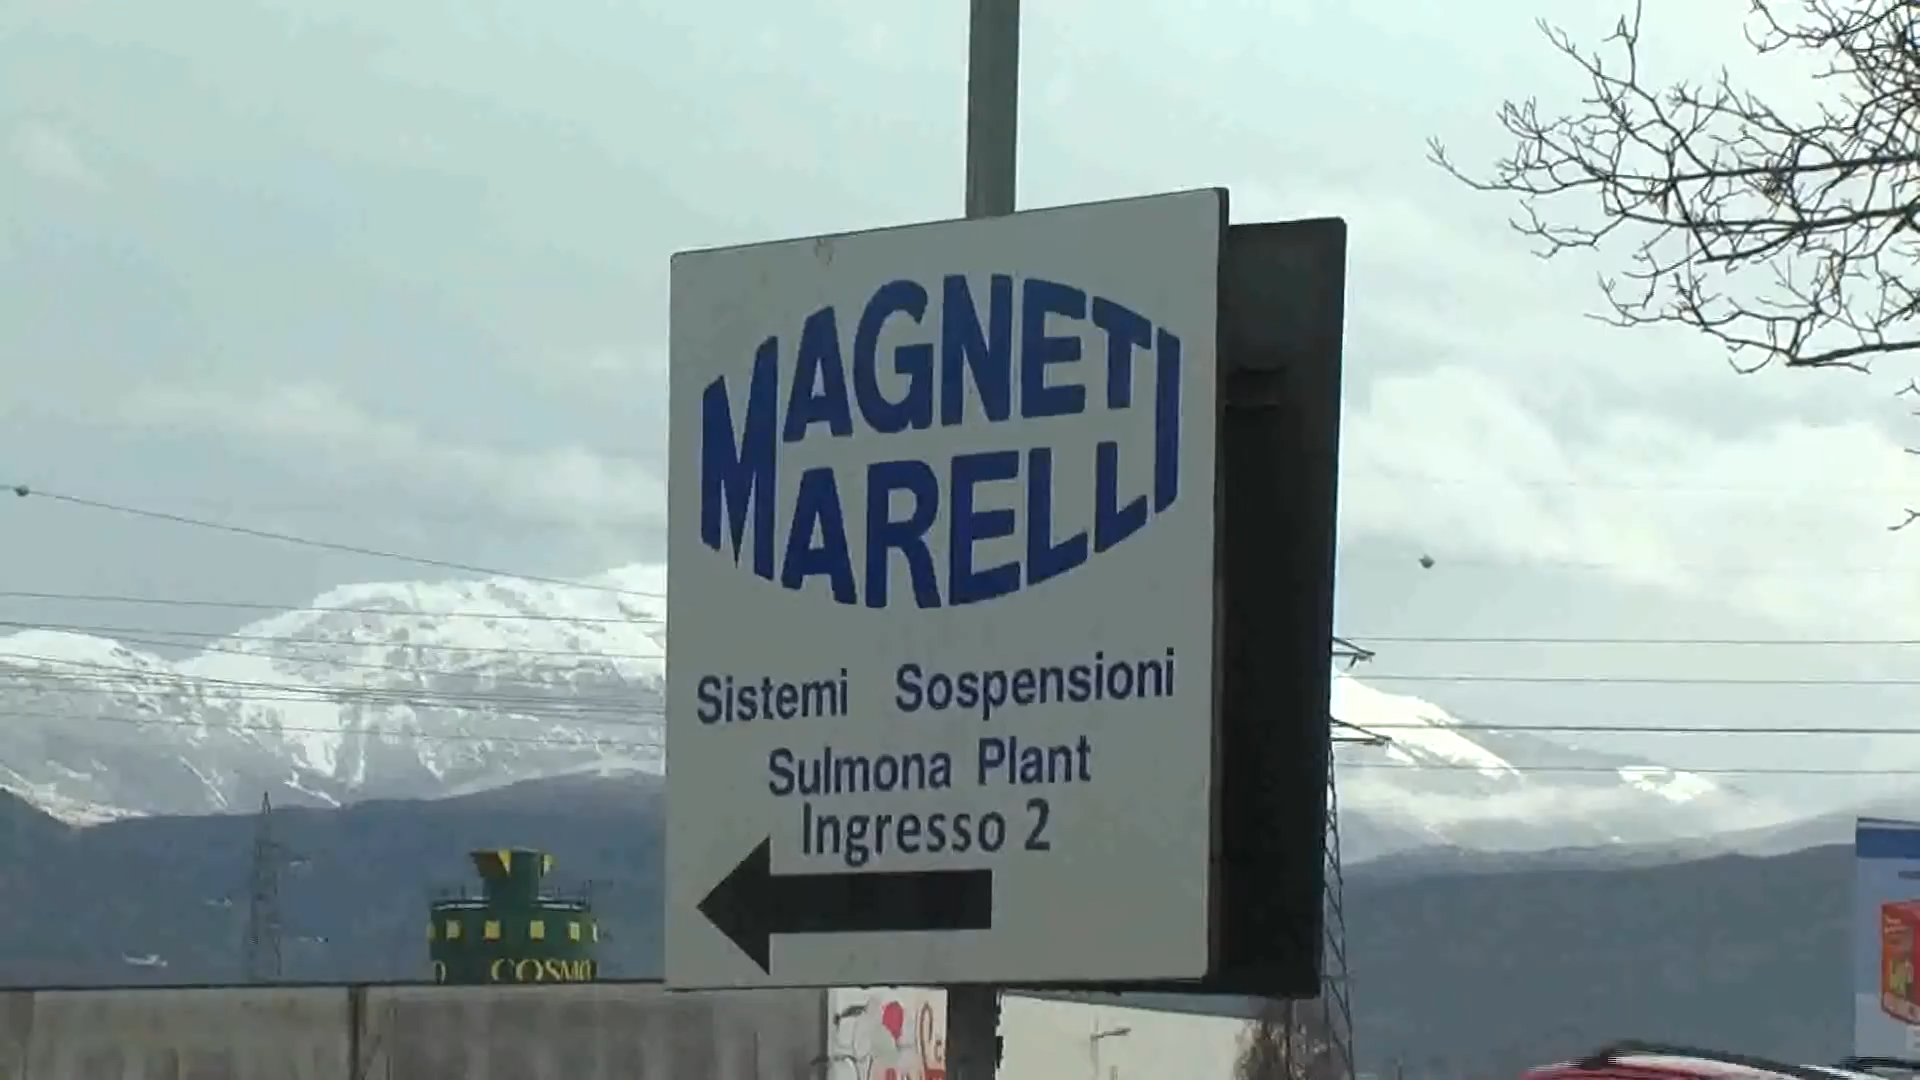 MAGNETI
MARELLI
Sistemi Sospensioni
Sulmona Plant
Ingresso 2
COSMO